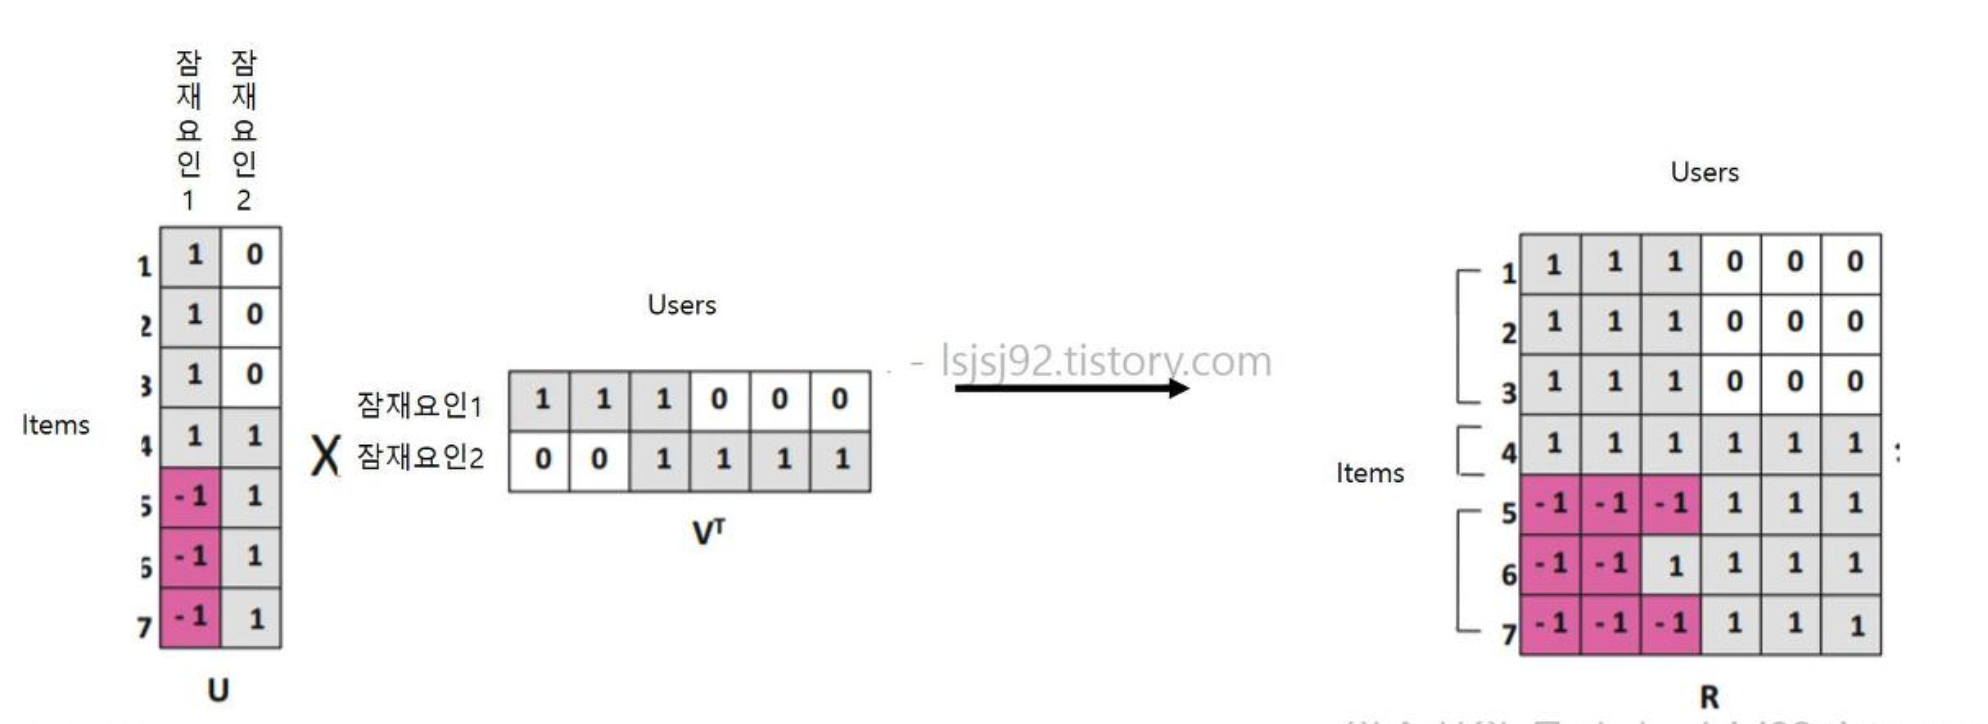 잠재요인1 잠재요인2
1 1 0
2 1 0
3 1 0
4 1 1
5 -1 1
6 -1 1
7 -1 1
Items
U
X
Users
잠재요인1 1 1 1 0 0 0
잠재요인2 0 0 1 1 1 1
V^T
- lsjsj92.tistory.com
Users
1 1 1 1 0 0 0
2 1 1 1 0 0 0
3 1 1 1 0 0 0
4 1 1 1 1 1 1
5 -1 -1 -1 1 1 1
6 -1 -1 1 1 1 1
7 -1 -1 -1 1 1 1
Items
R